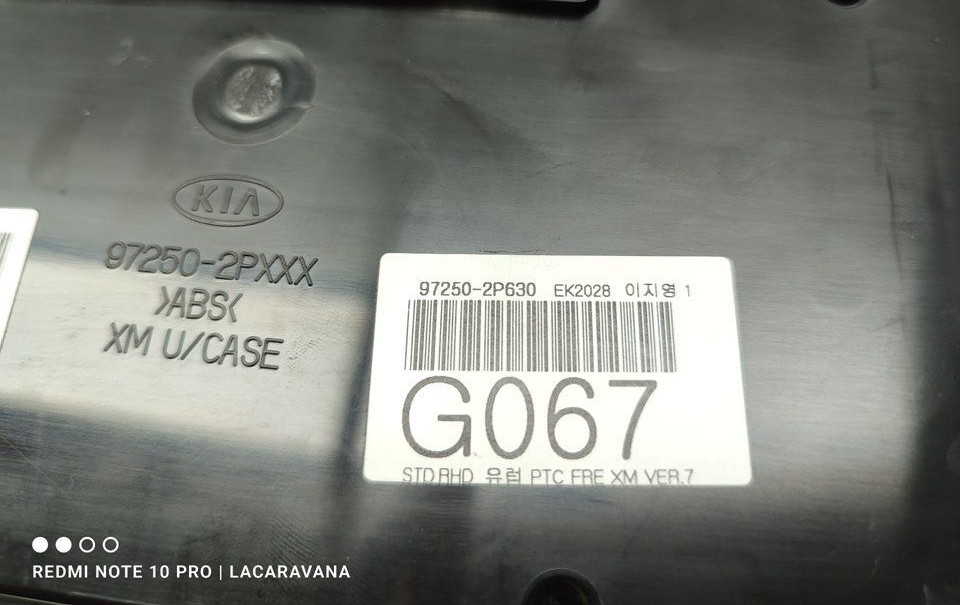 KIA
97250-2PXXX
>ABS<
XM U/CASE
97250-2P630 EK2028 이지영 1
G067
STD RHD 유럽 PTC FRE XM VER.7
REDMI NOTE 10 PRO | LACARAVANA